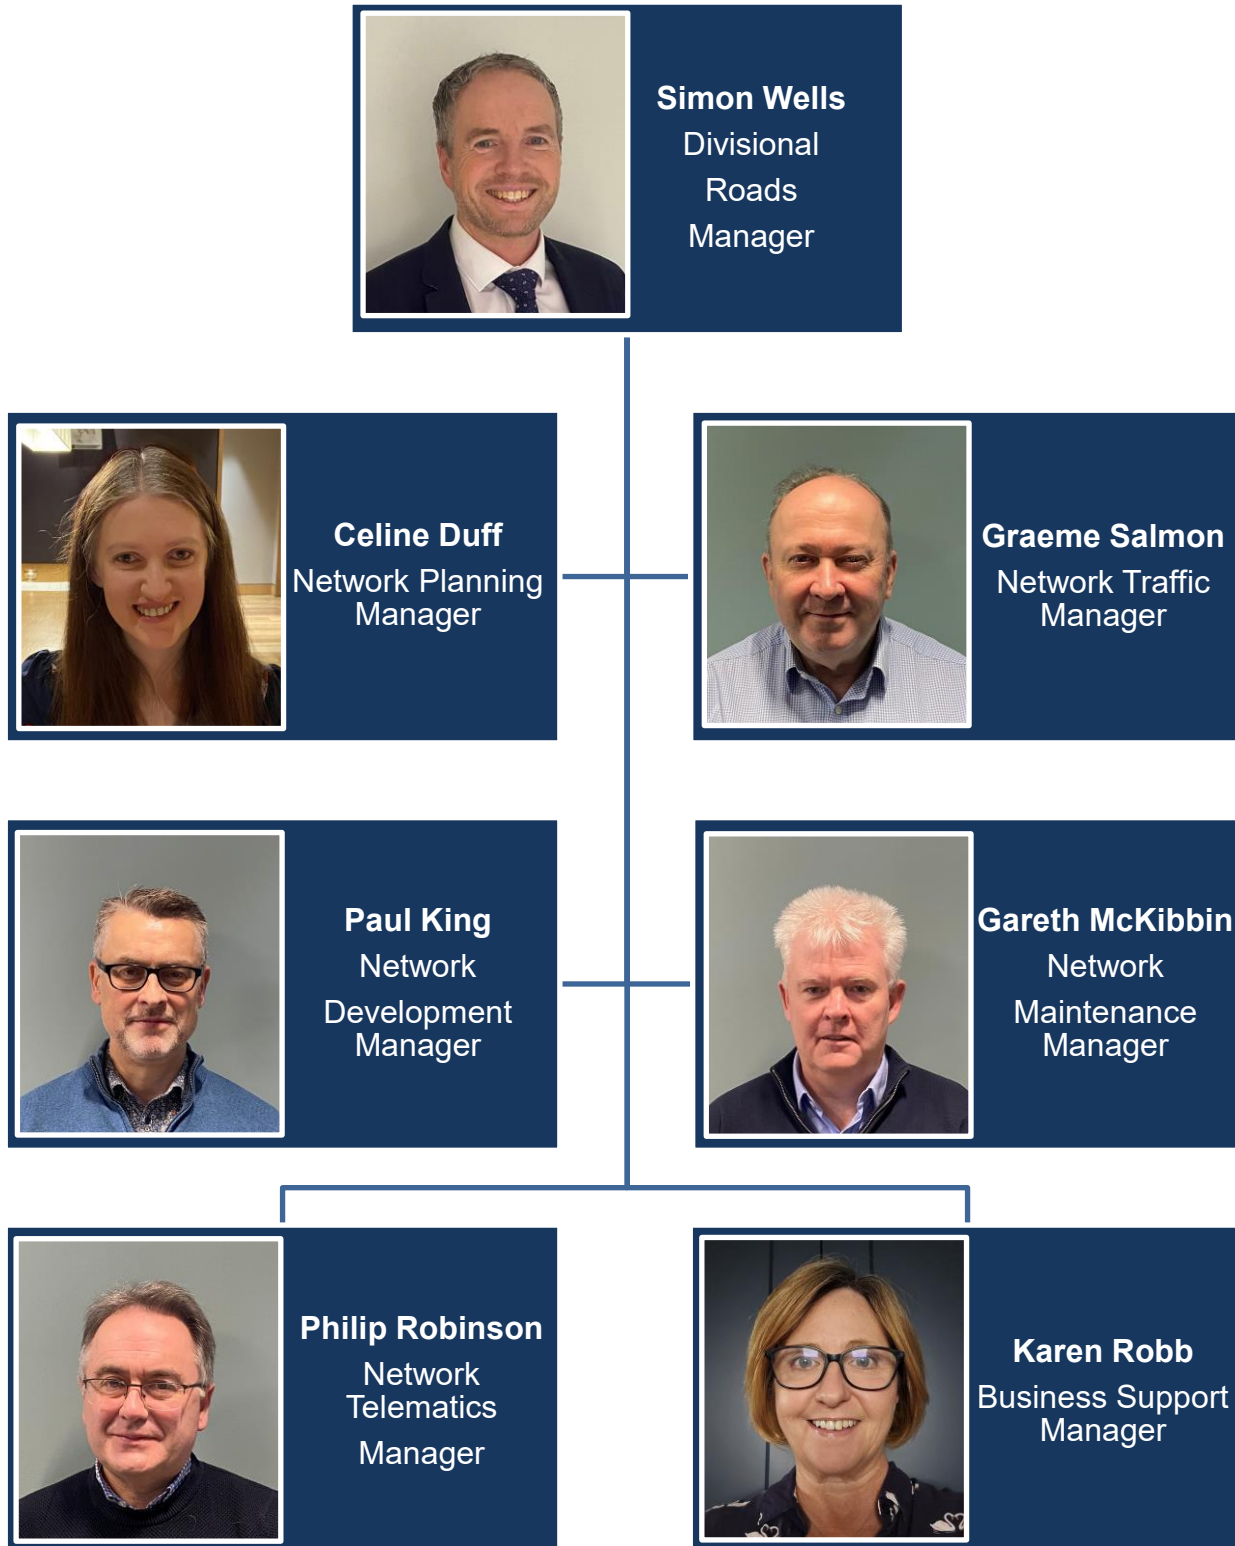 Simon Wells
Divisional
Roads
Manager
Celine Duff
Network Planning
Manager
Graeme Salmon
Network Traffic
Manager
Paul King
Network
Development
Manager
Gareth McKibbin
Network
Maintenance
Manager
Philip Robinson
Network
Telematics
Manager
Karen Robb
Business Support
Manager